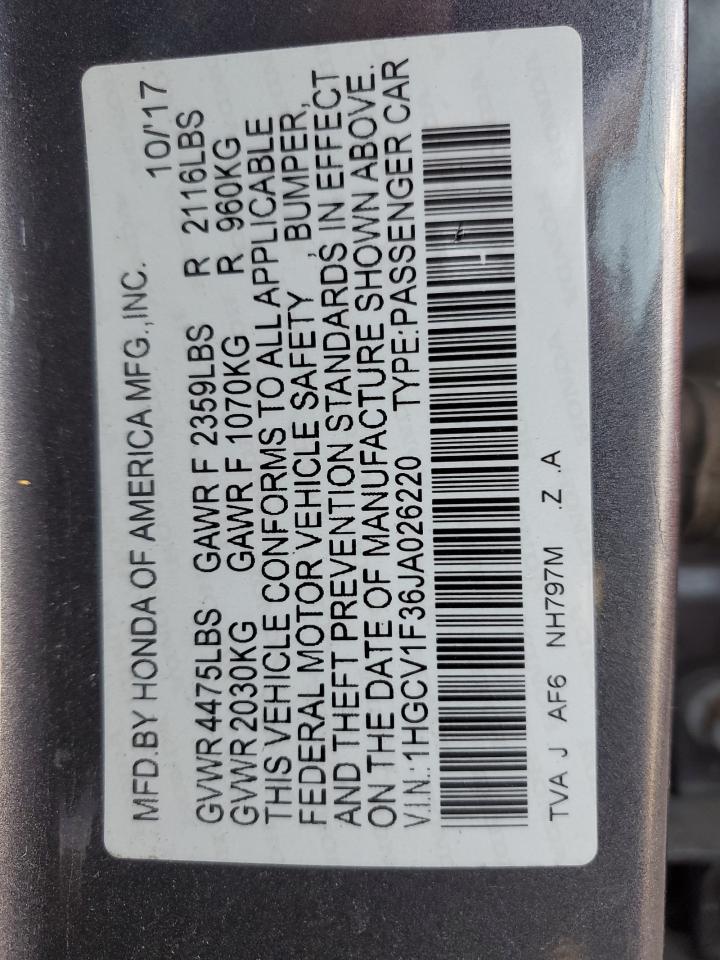 MFD.BY HONDA OF AMERICA MFG.,INC. 10/'17
GVWR 4475LBS GAWR F 2359LBS R 2116LBS
GVWR 2030KG GAWR F 1070KG R 960KG
THIS VEHICLE CONFORMS TO ALL APPLICABLE
FEDERAL MOTOR VEHICLE SAFETY , BUMPER,
AND THEFT PREVENTION STANDARDS IN EFFECT
ON THE DATE OF MANUFACTURE SHOWN ABOVE.
V.I.N.:1HGCV1F36JA026220 TYPE:PASSENGER CAR
TVA J AF6 NH797M .Z .A